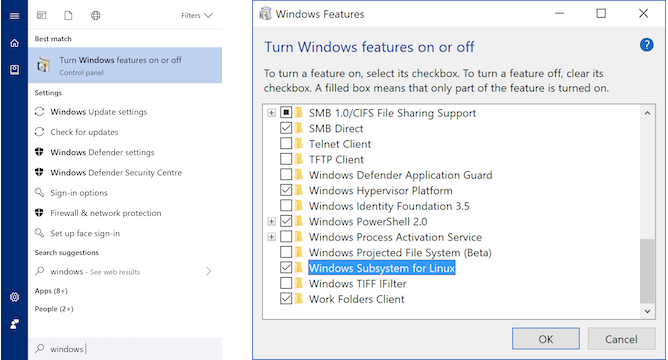 Filters
Best match
Turn Windows features on or off
Control panel
Settings
Windows Update settings
Check for updates
Windows Defender settings
Windows Defender Security Centre
Sign-in options
Firewall & network protection
Set up face sign-in
Search suggestions
windows - See web results
Apps (8+)
People (2+)
windows
Windows Features
Turn Windows features on or off
?
To turn a feature on, select its checkbox. To turn a feature off, clear its
checkbox. A filled box means that only part of the feature is turned on.
SMB 1.0/CIFS File Sharing Support
SMB Direct
Telnet Client
TFTP Client
Windows Defender Application Guard
Windows Hypervisor Platform
Windows Identity Foundation 3.5
Windows PowerShell 2.0
Windows Process Activation Service
Windows Projected File System (Beta)
Windows Subsystem for Linux
Windows TIFF IFilter
Work Folders Client
OK
Cancel